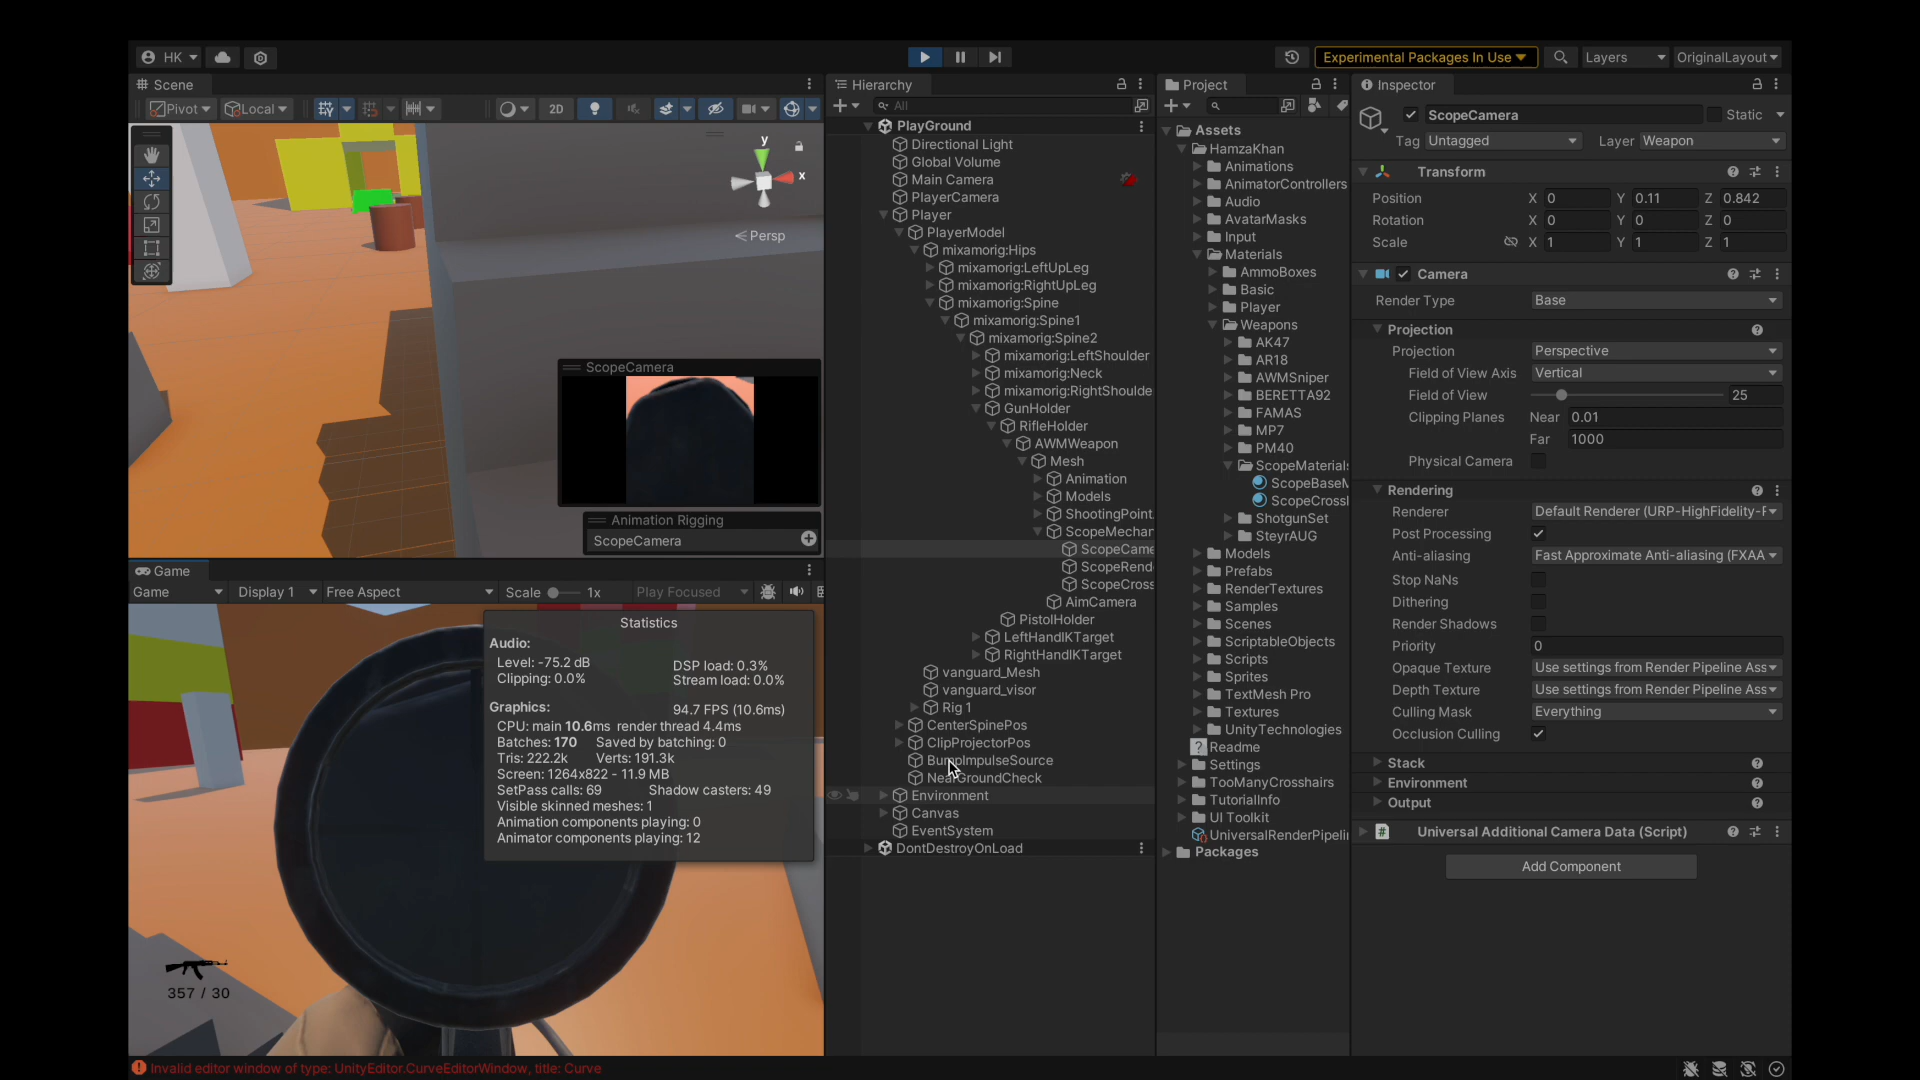 HK
Experimental Packages In Use
Layers
OriginalLayout
Scene
Pivot
Local
2D
y
x
Persp
ScopeCamera
Animation Rigging
ScopeCamera
Game
Game
Display 1
Free Aspect
Scale
1x
Play Focused
Statistics
Audio:
Level: -75.2 dB
DSP load: 0.3%
Clipping: 0.0%
Stream load: 0.0%
Graphics:
94.7 FPS (10.6ms)
CPU: main 10.6ms render thread 4.4ms
Batches: 170 Saved by batching: 0
Tris: 222.2k Verts: 191.3k
Screen: 1264x822 - 11.9 MB
SetPass calls: 69 Shadow casters: 49
Visible skinned meshes: 1
Animation components playing: 0
Animator components playing: 12
357 / 30
Invalid editor window of type: UnityEditor.CurveEditorWindow, title: Curve
Hierarchy
All
PlayGround
Directional Light
Global Volume
Main Camera
PlayerCamera
Player
PlayerModel
mixamorig:Hips
mixamorig:LeftUpLeg
mixamorig:RightUpLeg
mixamorig:Spine
mixamorig:Spine1
mixamorig:Spine2
mixamorig:LeftShoulder
mixamorig:Neck
mixamorig:RightShoulde
GunHolder
RifleHolder
AWMWeapon
Mesh
Animation
Models
ShootingPoint
ScopeMechan
ScopeCame
ScopeRend
ScopeCross
AimCamera
PistolHolder
LeftHandIKTarget
RightHandIKTarget
vanguard_Mesh
vanguard_visor
Rig 1
CenterSpinePos
ClipProjectorPos
BumpImpulseSource
NearGroundCheck
Environment
Canvas
EventSystem
DontDestroyOnLoad
Project
Assets
HamzaKhan
Animations
AnimatorControllers
Audio
AvatarMasks
Input
Materials
AmmoBoxes
Basic
Player
Weapons
AK47
AR18
AWMSniper
BERETTA92
FAMAS
MP7
PM40
ScopeMaterials
ScopeBaseM
ScopeCrossl
ShotgunSet
SteyrAUG
Models
Prefabs
RenderTextures
Samples
Scenes
ScriptableObjects
Scripts
Sprites
TextMesh Pro
Textures
UnityTechnologies
Readme
Settings
TooManyCrosshairs
TutorialInfo
UI Toolkit
UniversalRenderPipeli
Packages
Inspector
ScopeCamera
Static
Tag Untagged
Layer Weapon
Transform
Position X 0 Y 0.11 Z 0.842
Rotation X 0 Y 0 Z 0
Scale X 1 Y 1 Z 1
Camera
Render Type Base
Projection
Projection Perspective
Field of View Axis Vertical
Field of View 25
Clipping Planes Near 0.01
Far 1000
Physical Camera
Rendering
Renderer Default Renderer (URP-HighFidelity-F
Post Processing
Anti-aliasing Fast Approximate Anti-aliasing (FXAA
Stop NaNs
Dithering
Render Shadows
Priority 0
Opaque Texture Use settings from Render Pipeline Ass
Depth Texture Use settings from Render Pipeline Ass
Culling Mask Everything
Occlusion Culling
Stack
Environment
Output
# Universal Additional Camera Data (Script)
Add Component